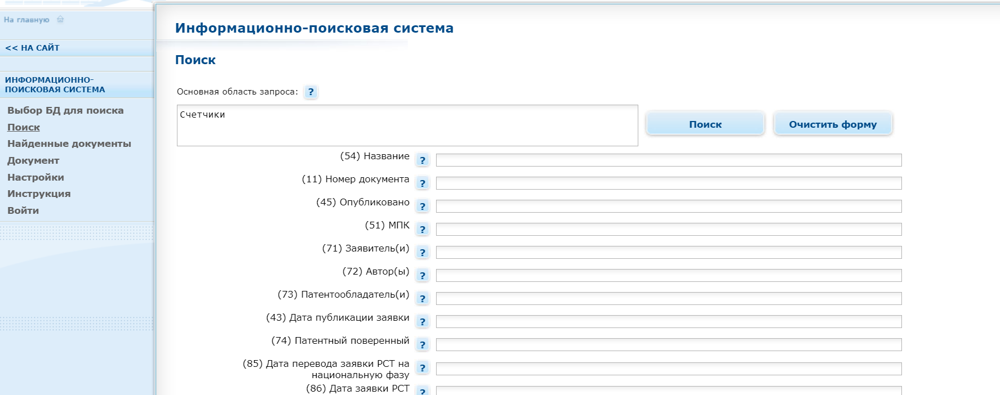 На главную
<< НА САЙТ
ИНФОРМАЦИОННО-
ПОИСКОВАЯ СИСТЕМА
Выбор БД для поиска
Поиск
Найденные документы
Документ
Настройки
Инструкция
Войти
Информационно-поисковая система
Поиск
Основная область запроса: ?
Счетчики
Поиск
Очистить форму
(54) Название ?
(11) Номер документа ?
(45) Опубликовано ?
(51) МПК ?
(71) Заявитель(и) ?
(72) Автор(ы) ?
(73) Патентообладатель(и) ?
(43) Дата публикации заявки ?
(74) Патентный поверенный ?
(85) Дата перевода заявки РСТ на ?
национальную фазу
(86) Дата заявки РСТ ?